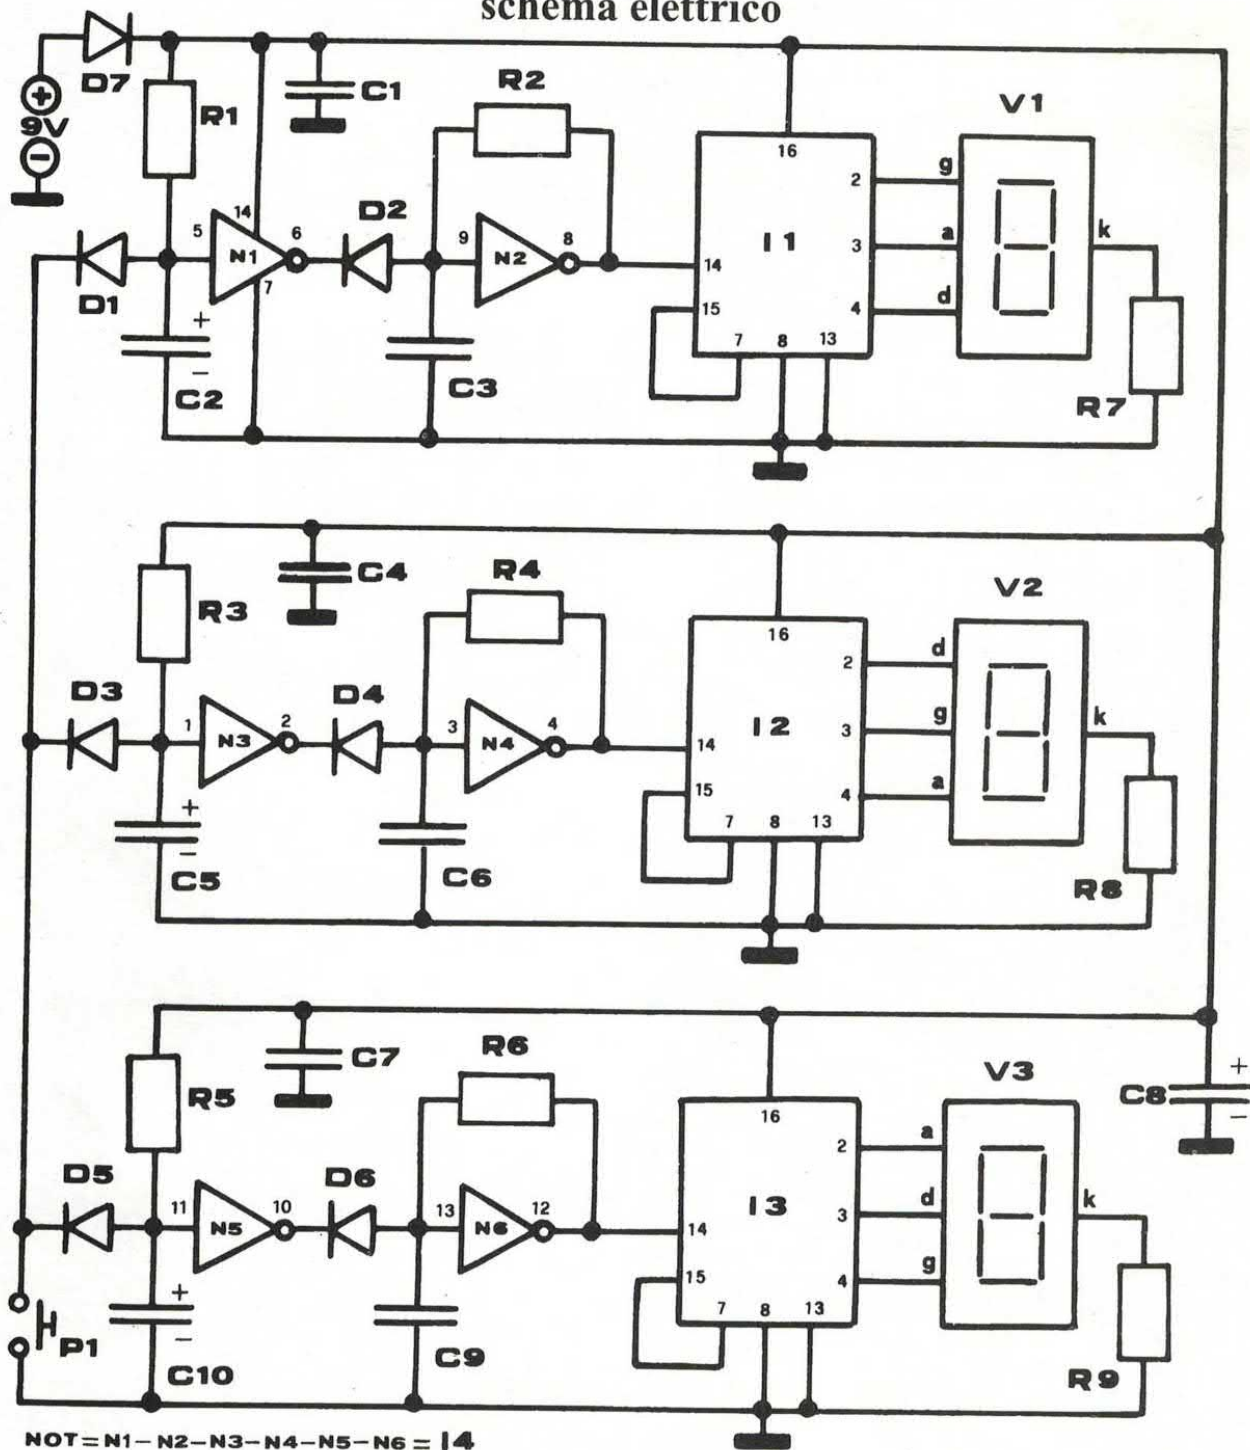 schema elettrico
D7
R1
C1
R2
V1
+
9V
−
16
g
2
14
D2
I1
a
k
5
N1
6
9
N2
8
3
14
7
D1
15
d
4
+
7
8
13
−
C2
C3
R7
C4
R4
V2
R3
16
d
2
D3
D4
I2
g
k
1
N3
2
3
N4
4
3
14
15
a
4
+
7
8
13
−
C5
C6
R8
C7
R6
V3
R5
+
C8
−
16
a
2
D5
D6
I3
d
k
11
N5
10
13
N6
12
3
14
g
15
4
+
7
8
13
P1
−
C10
C9
R9
NOT=N1−N2−N3−N4−N5−N6=I4